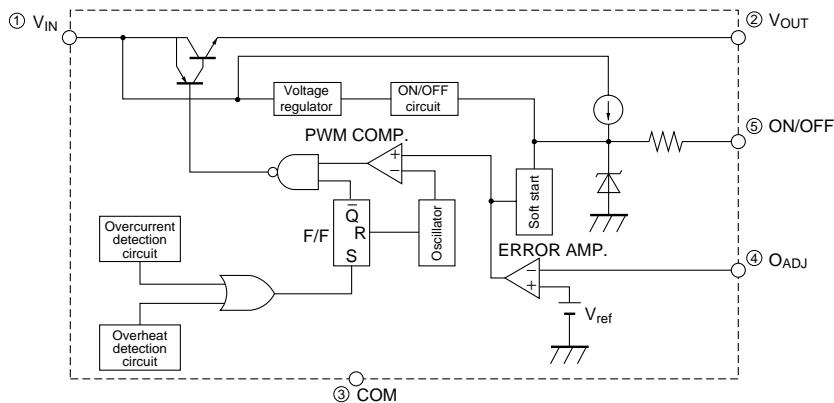 ① VIN
② VOUT
Voltage
regulator
ON/OFF
circuit
⑤ ON/OFF
PWM COMP.
+
−
Soft start
Oscillator
Q̅
R
S
F/F
Overcurrent
detection
circuit
ERROR AMP.
−
+
④ OADJ
Vref
Overheat
detection
circuit
③ COM